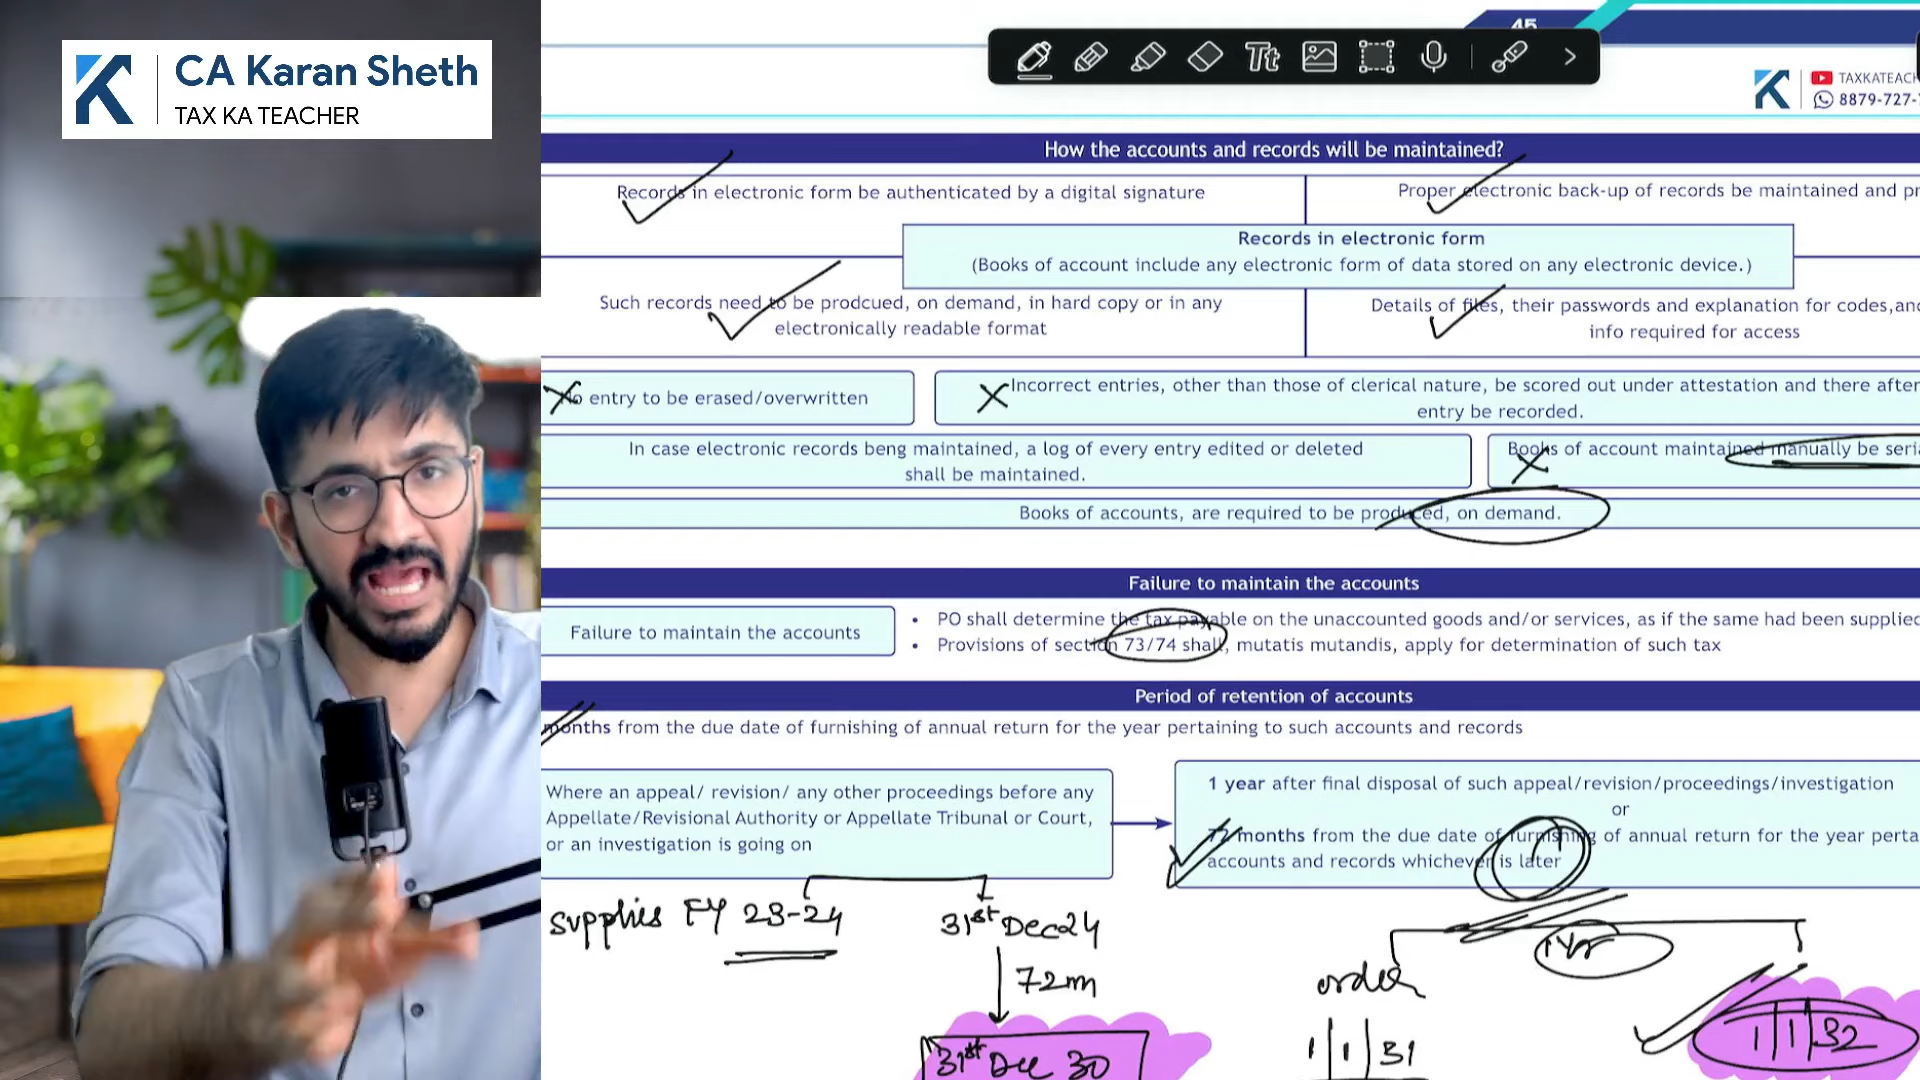 CA Karan Sheth
TAX KA TEACHER
45
TAXKATEACH
8879-727-
How the accounts and records will be maintained?
Records in electronic form be authenticated by a digital signature
Proper electronic back-up of records be maintained and pr
Records in electronic form
(Books of account include any electronic form of data stored on any electronic device.)
Such records need to be prodcued, on demand, in hard copy or in any
electronically readable format
Details of files, their passwords and explanation for codes,and
info required for access
entry to be erased/overwritten
Incorrect entries, other than those of clerical nature, be scored out under attestation and there after
entry be recorded.
In case electronic records beng maintained, a log of every entry edited or deleted
shall be maintained.
Books of account maintained manually be seri
Books of accounts, are required to be produced, on demand.
Failure to maintain the accounts
Failure to maintain the accounts
• PO shall determine the tax payable on the unaccounted goods and/or services, as if the same had been supplied
• Provisions of section 73/74 shall, mutatis mutandis, apply for determination of such tax
Period of retention of accounts
months from the due date of furnishing of annual return for the year pertaining to such accounts and records
Where an appeal/ revision/ any other proceedings before any
Appellate/Revisional Authority or Appellate Tribunal or Court,
or an investigation is going on
1 year after final disposal of such appeal/revision/proceedings/investigation
or
72 months from the due date of furnishing of annual return for the year perta
accounts and records whichever is later
supplies FY 23-24
31st Dec24
72m
31st Dec 30
1yr
order
1|1|31
1|1|32